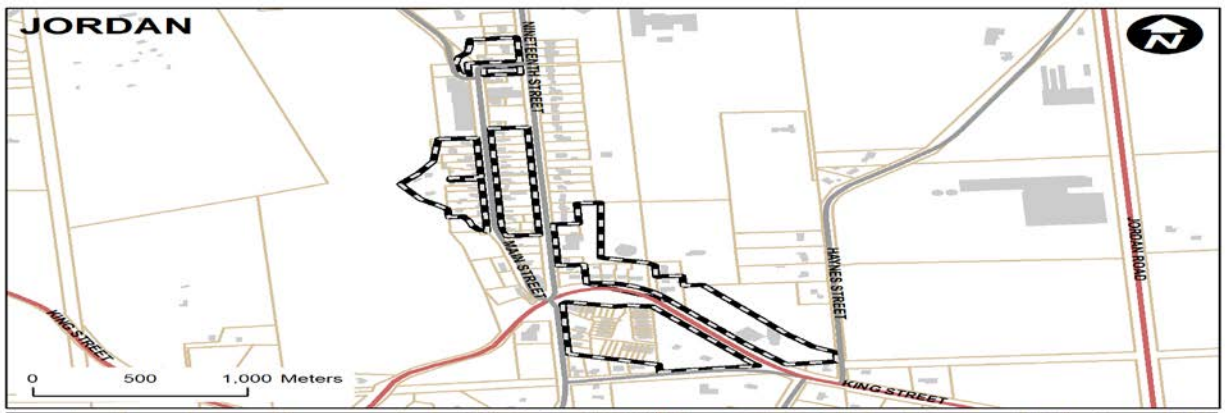 JORDAN
N
NINETEENTH STREET
MAIN STREET
HAYNES STREET
JORDAN ROAD
KING STREET
KING STREET
0 500 1,000 Meters